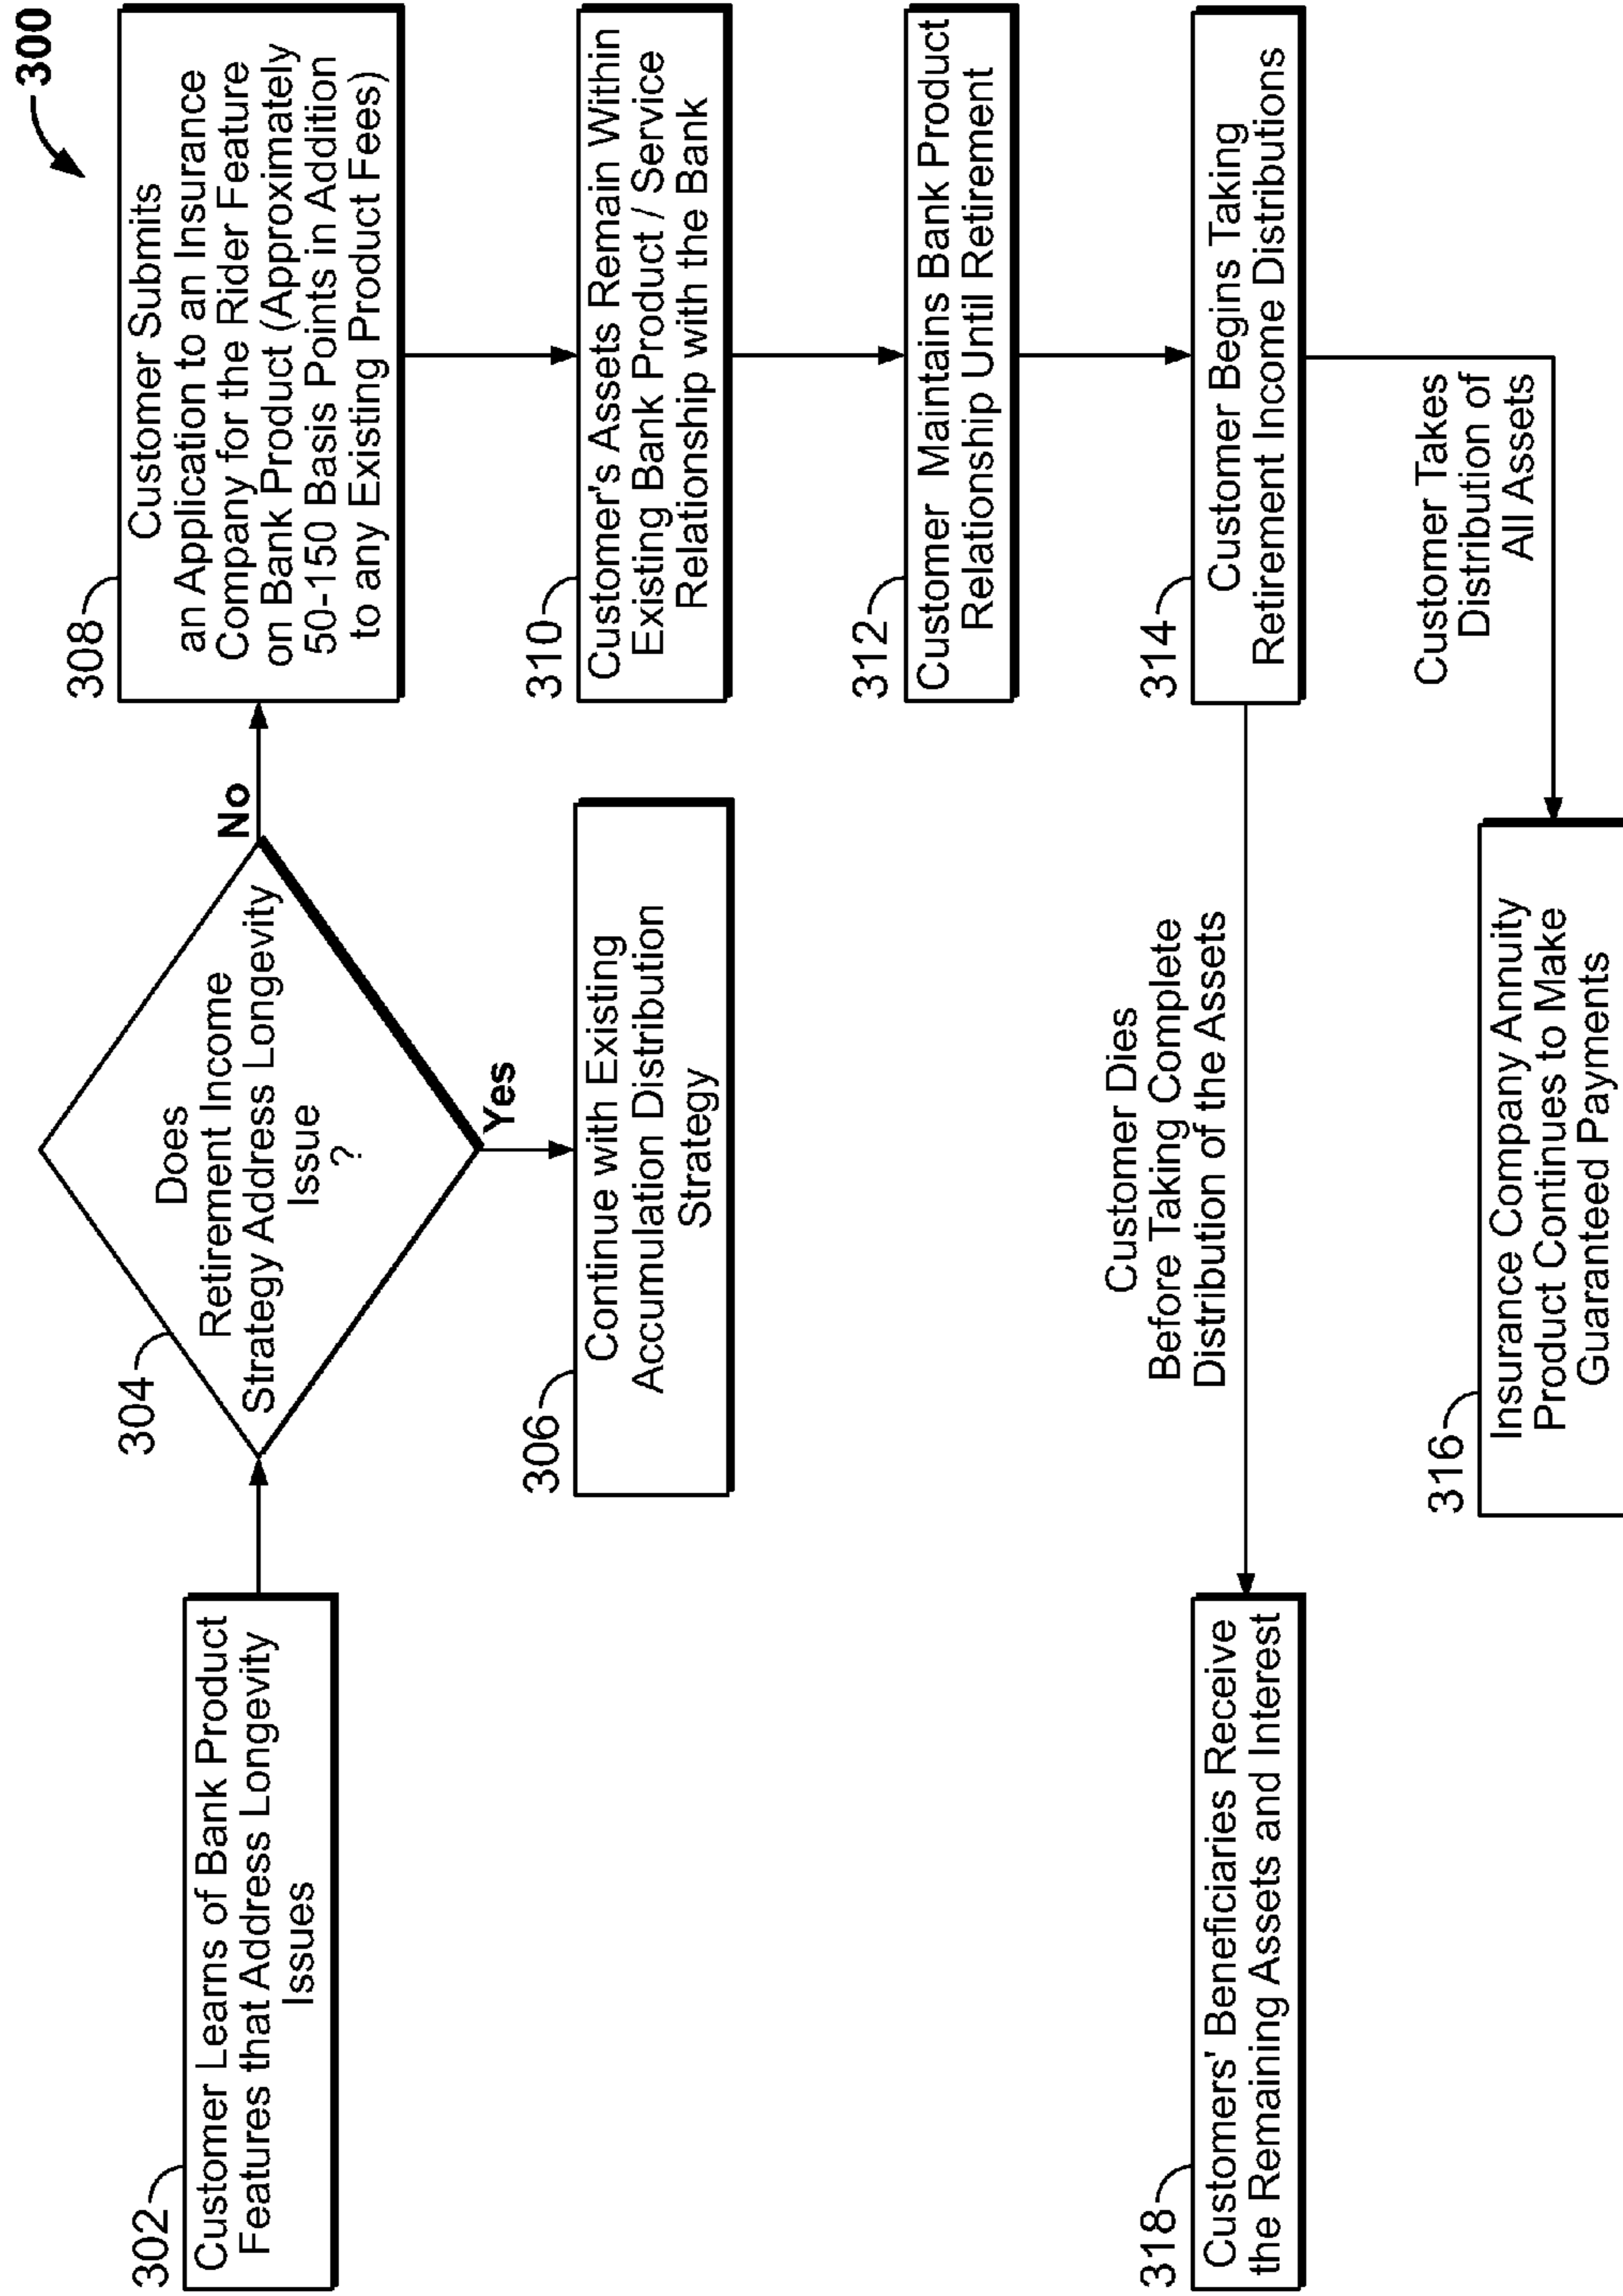 300
302
Customer Learns of Bank Product
Features that Address Longevity
Issues
304
Does
Retirement Income
Strategy Address Longevity
Issue
?
No
Yes
306
Continue with Existing
Accumulation Distribution
Strategy
308
Customer Submits
an Application to an Insurance
Company for the Rider Feature
on Bank Product (Approximately
50-150 Basis Points in Addition
to any Existing Product Fees)
310
Customer's Assets Remain Within
Existing Bank Product / Service
Relationship with the Bank
312
Customer Maintains Bank Product
Relationship Until Retirement
314
Customer Begins Taking
Retirement Income Distributions
Customer Dies
Before Taking Complete
Distribution of the Assets
318
Customers' Beneficiaries Receive
the Remaining Assets and Interest
Customer Takes
Distribution of
All Assets
316
Insurance Company Annuity
Product Continues to Make
Guaranteed Payments